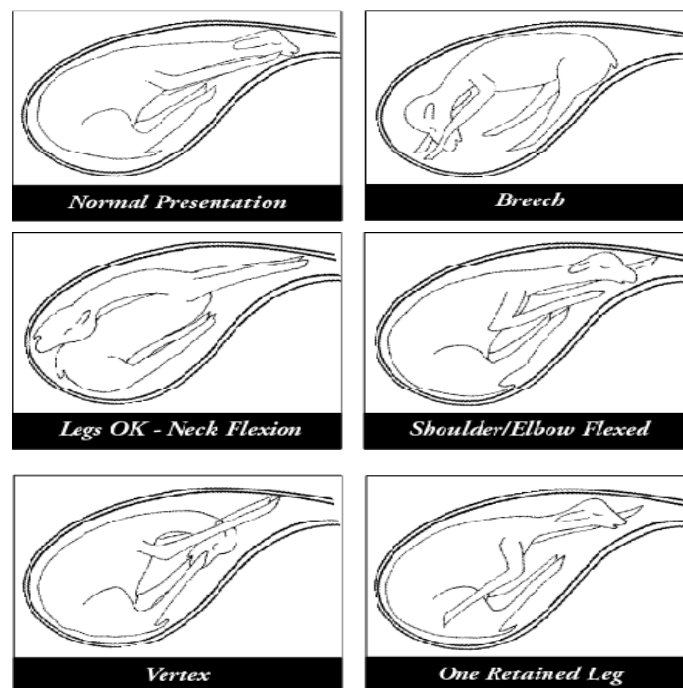 Normal Presentation
Breech
Legs OK - Neck Flexion
Shoulder/Elbow Flexed
Vertex
One Retained Leg